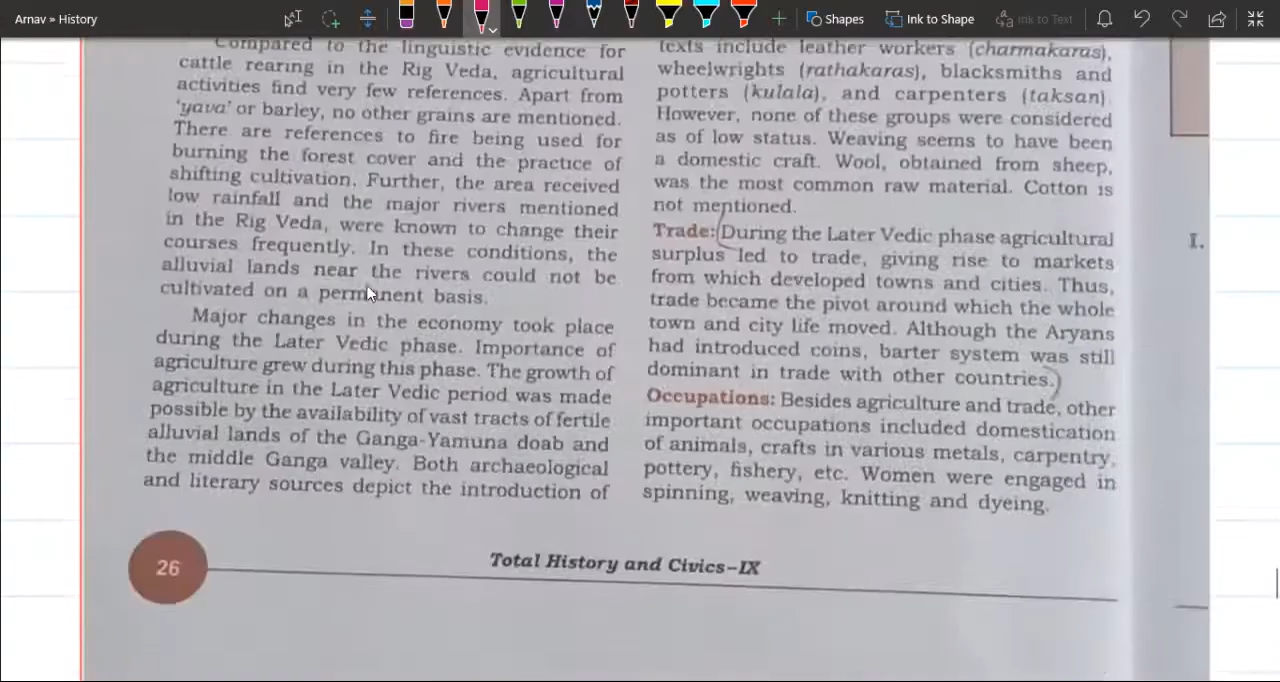 Arnav » History
Shapes
Ink to Shape
Ink to Text
Compared to the linguistic evidence for
cattle rearing in the Rig Veda, agricultural
activities find very few references. Apart from
'yava' or barley, no other grains are mentioned.
There are references to fire being used for
burning the forest cover and the practice of
shifting cultivation. Further, the area received
low rainfall and the major rivers mentioned
in the Rig Veda, were known to change their
courses frequently. In these conditions, the
alluvial lands near the rivers could not be
cultivated on a permanent basis.
Major changes in the economy took place
during the Later Vedic phase. Importance of
agriculture grew during this phase. The growth of
agriculture in the Later Vedic period was made
possible by the availability of vast tracts of fertile
alluvial lands of the Ganga-Yamuna doab and
the middle Ganga valley. Both archaeological
and literary sources depict the introduction of
texts include leather workers (charmakaras),
wheelwrights (rathakaras), blacksmiths and
potters (kulala), and carpenters (taksan).
However, none of these groups were considered
as of low status. Weaving seems to have been
a domestic craft. Wool, obtained from sheep,
was the most common raw material. Cotton is
not mentioned.
Trade: During the Later Vedic phase agricultural
surplus led to trade, giving rise to markets
from which developed towns and cities. Thus,
trade became the pivot around which the whole
town and city life moved. Although the Aryans
had introduced coins, barter system was still
dominant in trade with other countries.
Occupations: Besides agriculture and trade, other
important occupations included domestication
of animals, crafts in various metals, carpentry,
pottery, fishery, etc. Women were engaged in
spinning, weaving, knitting and dyeing.
I.
26
Total History and Civics–IX